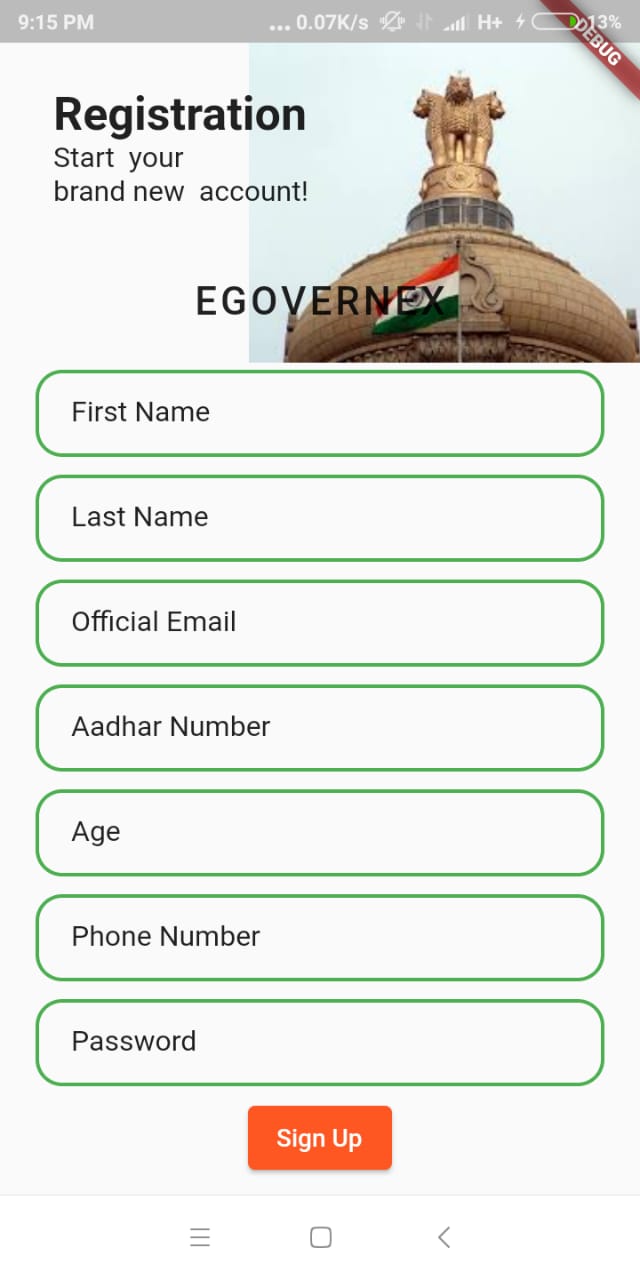 9:15 PM
... 0.07K/s
H+
13%
DEBUG
Registration
Start your
brand new account!
EGOVERNEX
First Name
Last Name
Official Email
Aadhar Number
Age
Phone Number
Password
Sign Up